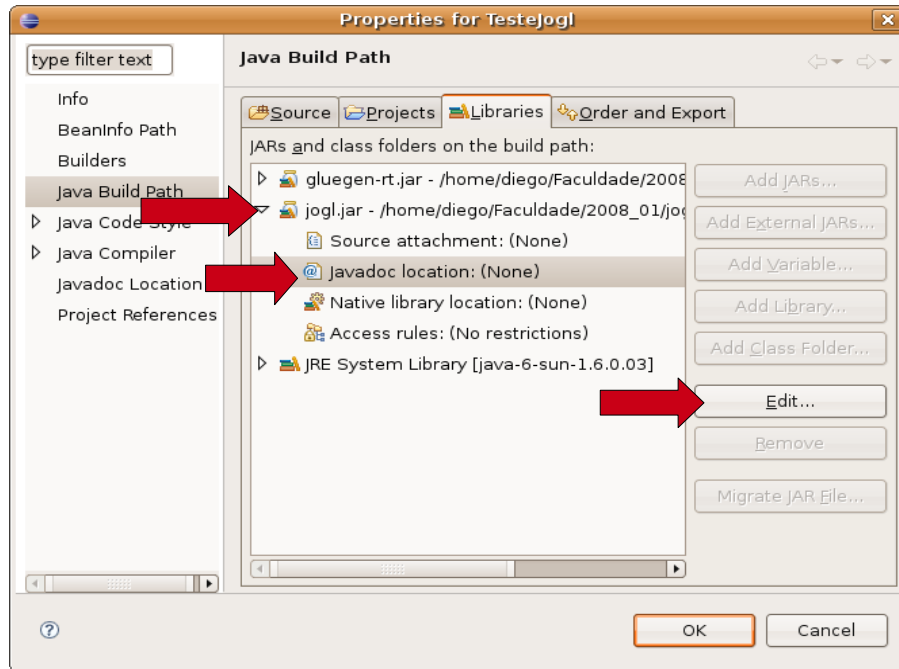 Properties for TesteJogl
type filter text
Info
BeanInfo Path
Builders
Java Build Path
Java Code Style
Java Compiler
Javadoc Location
Project References
Java Build Path
Source Projects Libraries Order and Export
JARs and class folders on the build path:
gluegen-rt.jar - /home/diego/Faculdade/2008
jogl.jar - /home/diego/Faculdade/2008_01/jog
Source attachment: (None)
Javadoc location: (None)
Native library location: (None)
Access rules: (No restrictions)
JRE System Library [java-6-sun-1.6.0.03]
Add JARs...
Add External JARs...
Add Variable...
Add Library...
Add Class Folder...
Edit...
Remove
Migrate JAR File...
OK Cancel